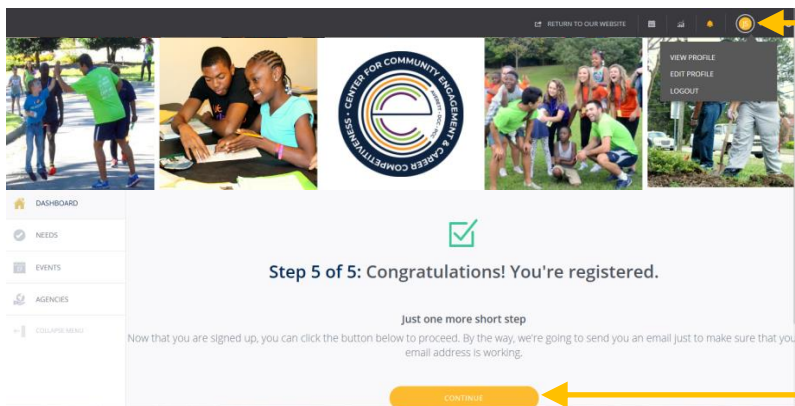 RETURN TO OUR WEBSITE
VIEW PROFILE
EDIT PROFILE
LOGOUT
CENTER FOR COMMUNITY ENGAGEMENT & CAREER COMPETITIVENESS
DASHBOARD
NEEDS
EVENTS
AGENCIES
COLLAPSE MENU
Step 5 of 5: Congratulations! You're registered.
Just one more short step
Now that you are signed up, you can click the button below to proceed. By the way, we're going to send you an email just to make sure that you
email address is working.
CONTINUE